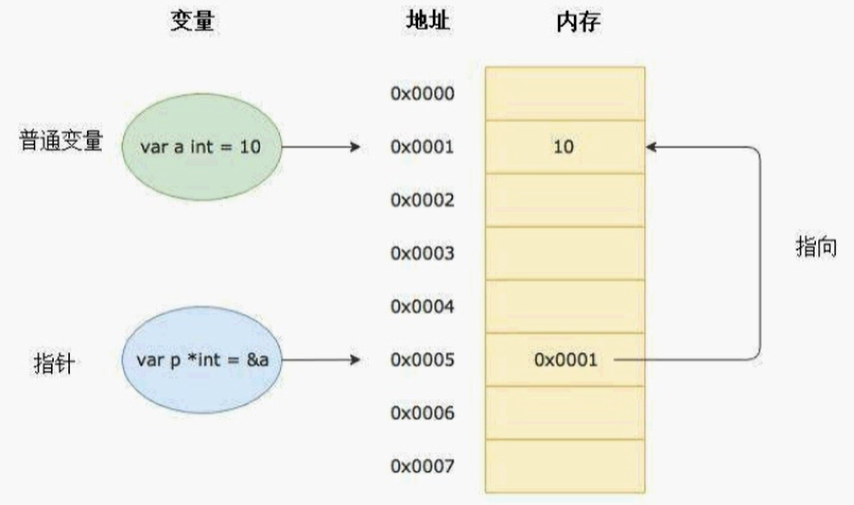 变量 地址 内存
0x0000
普通变量 var a int = 10 0x0001 10
0x0002
0x0003 指向
0x0004
指针 var p *int = &a 0x0005 0x0001
0x0006
0x0007